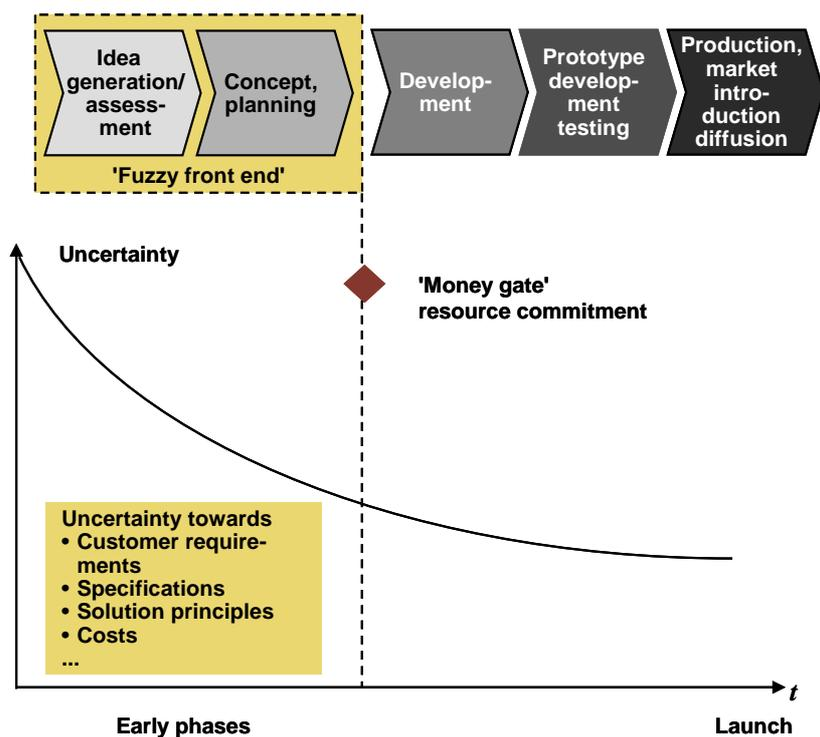 Idea
generation/
assess-
ment
Concept,
planning
Develop-
ment
Prototype
develop-
ment
testing
Production,
market
intro-
duction
diffusion
'Fuzzy front end'
Uncertainty
'Money gate'
resource commitment
Uncertainty towards
• Customer require-
ments
• Specifications
• Solution principles
• Costs
...
t
Early phases
Launch